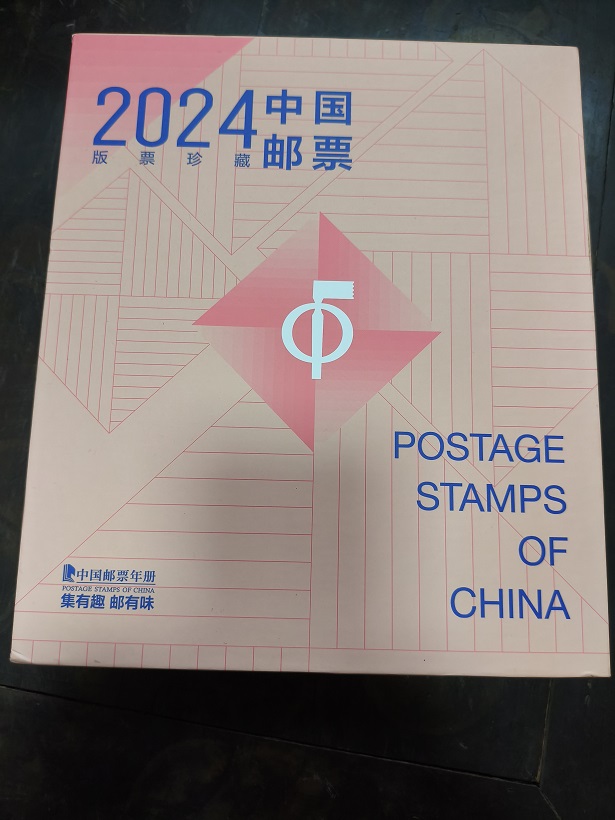 2024中国
版票珍藏 邮票
POSTAGE
STAMPS
OF
CHINA
中国邮票年册
POSTAGE STAMPS OF CHINA
集有趣 邮有味